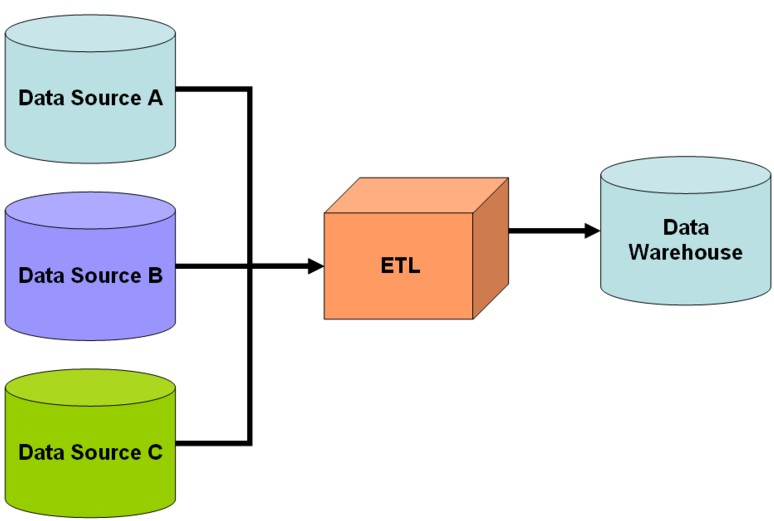 Data Source A
Data Source B
Data Source C
ETL
Data
Warehouse